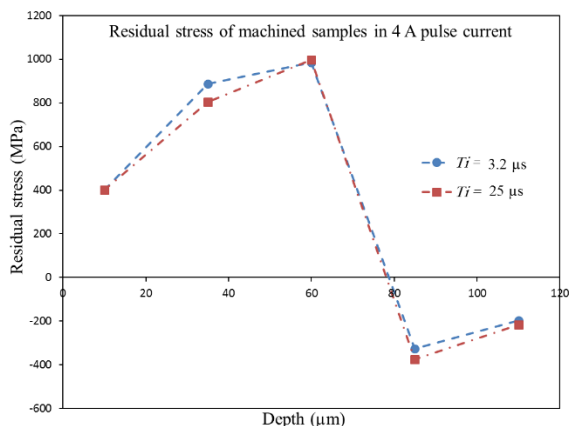 Residual stress of machined samples in 4 A pulse current
1200
1000
800
600
400
200
0
-200
-400
-600
Residual stress (MPa)
Ti = 3.2 µs
Ti = 25 µs
0 20 40 60 80 100 120
Depth (µm)